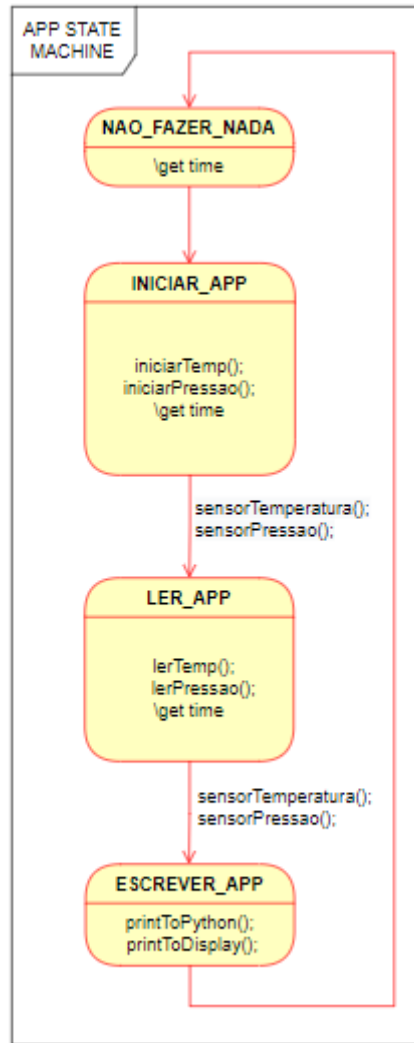 APP STATE
MACHINE
NAO_FAZER_NADA
\get time
INICIAR_APP
iniciarTemp();
iniciarPressao();
\get time
sensorTemperatura();
sensorPressao();
LER_APP
lerTemp();
lerPressao();
\get time
sensorTemperatura();
sensorPressao();
ESCREVER_APP
printToPython();
printToDisplay();